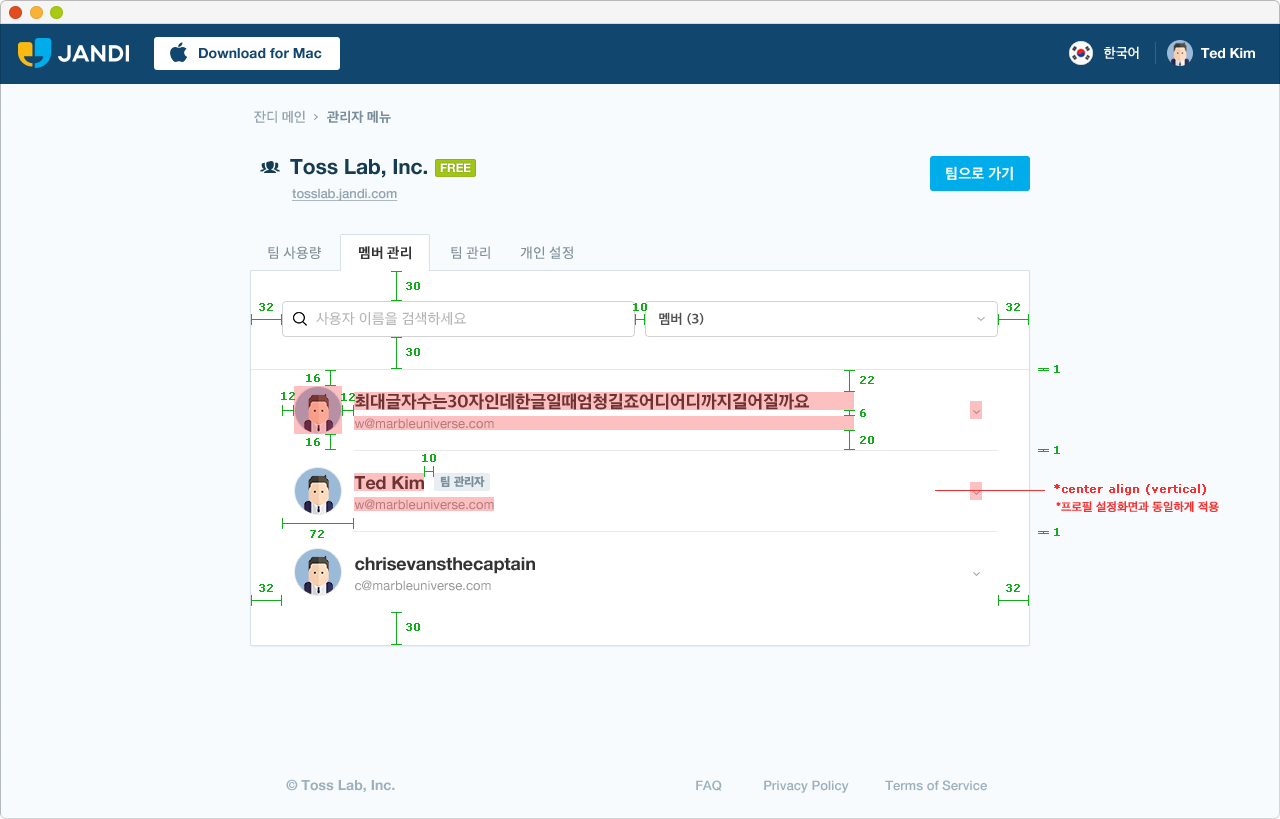 JANDI
Download for Mac
한국어
Ted Kim
잔디 메인 › 관리자 메뉴
Toss Lab, Inc. FREE
tosslab.jandi.com
팀으로 가기
팀 사용량
멤버 관리
팀 관리
개인 설정
30
32
사용자 이름을 검색하세요
10
멤버 (3)
32
30
1
16
22
12
12
최대글자수는30자인데한글일때엄청길죠어디어디까지길어질까요
6
w@marbleuniverse.com
16
20
1
10
Ted Kim 팀 관리자
*center align (vertical)
w@marbleuniverse.com
*프로필 설정화면과 동일하게 적용
72
1
chrisevansthecaptain
c@marbleuniverse.com
32
32
30
© Toss Lab, Inc.
FAQ
Privacy Policy
Terms of Service